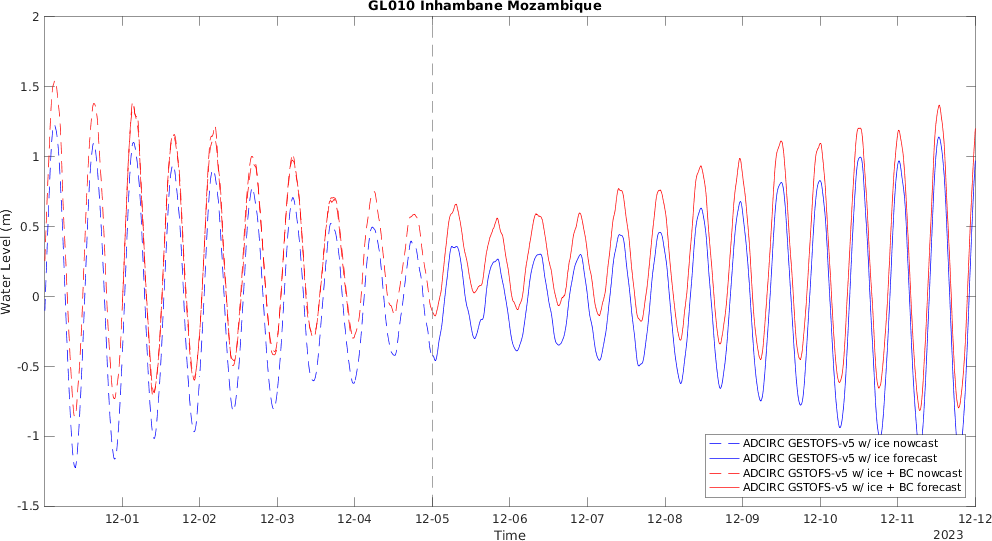 GL010 Inhambane Mozambique
2
1.5
1
0.5
0
-0.5
-1
-1.5
Water Level (m)
12-01 12-02 12-03 12-04 12-05 12-06 12-07 12-08 12-09 12-10 12-11 12-12
Time
2023
ADCIRC GESTOFS-v5 w/ ice nowcast
ADCIRC GESTOFS-v5 w/ ice forecast
ADCIRC GSTOFS-v5 w/ ice + BC nowcast
ADCIRC GSTOFS-v5 w/ ice + BC forecast